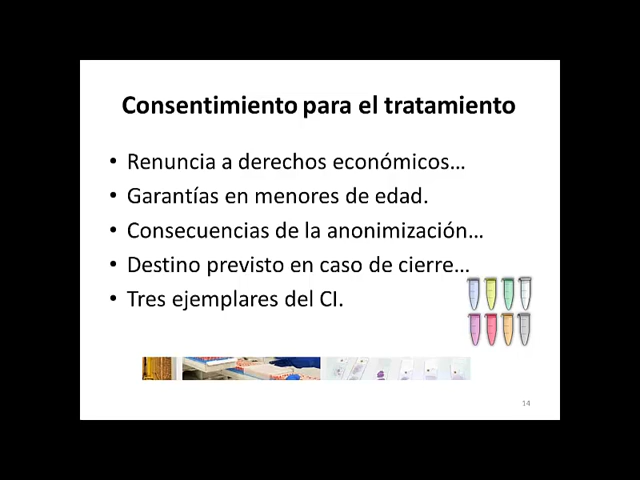 Consentimiento para el tratamiento
• Renuncia a derechos económicos…
• Garantías en menores de edad.
• Consecuencias de la anonimización…
• Destino previsto en caso de cierre…
• Tres ejemplares del CI.
14